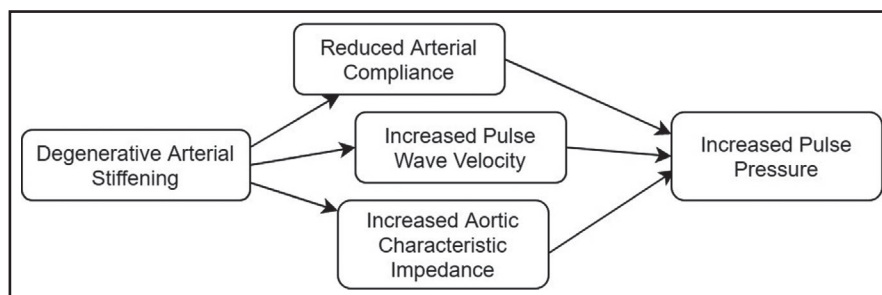 Reduced Arterial
Compliance
Degenerative Arterial
Stiffening
Increased Pulse
Wave Velocity
Increased Aortic
Characteristic
Impedance
Increased Pulse
Pressure